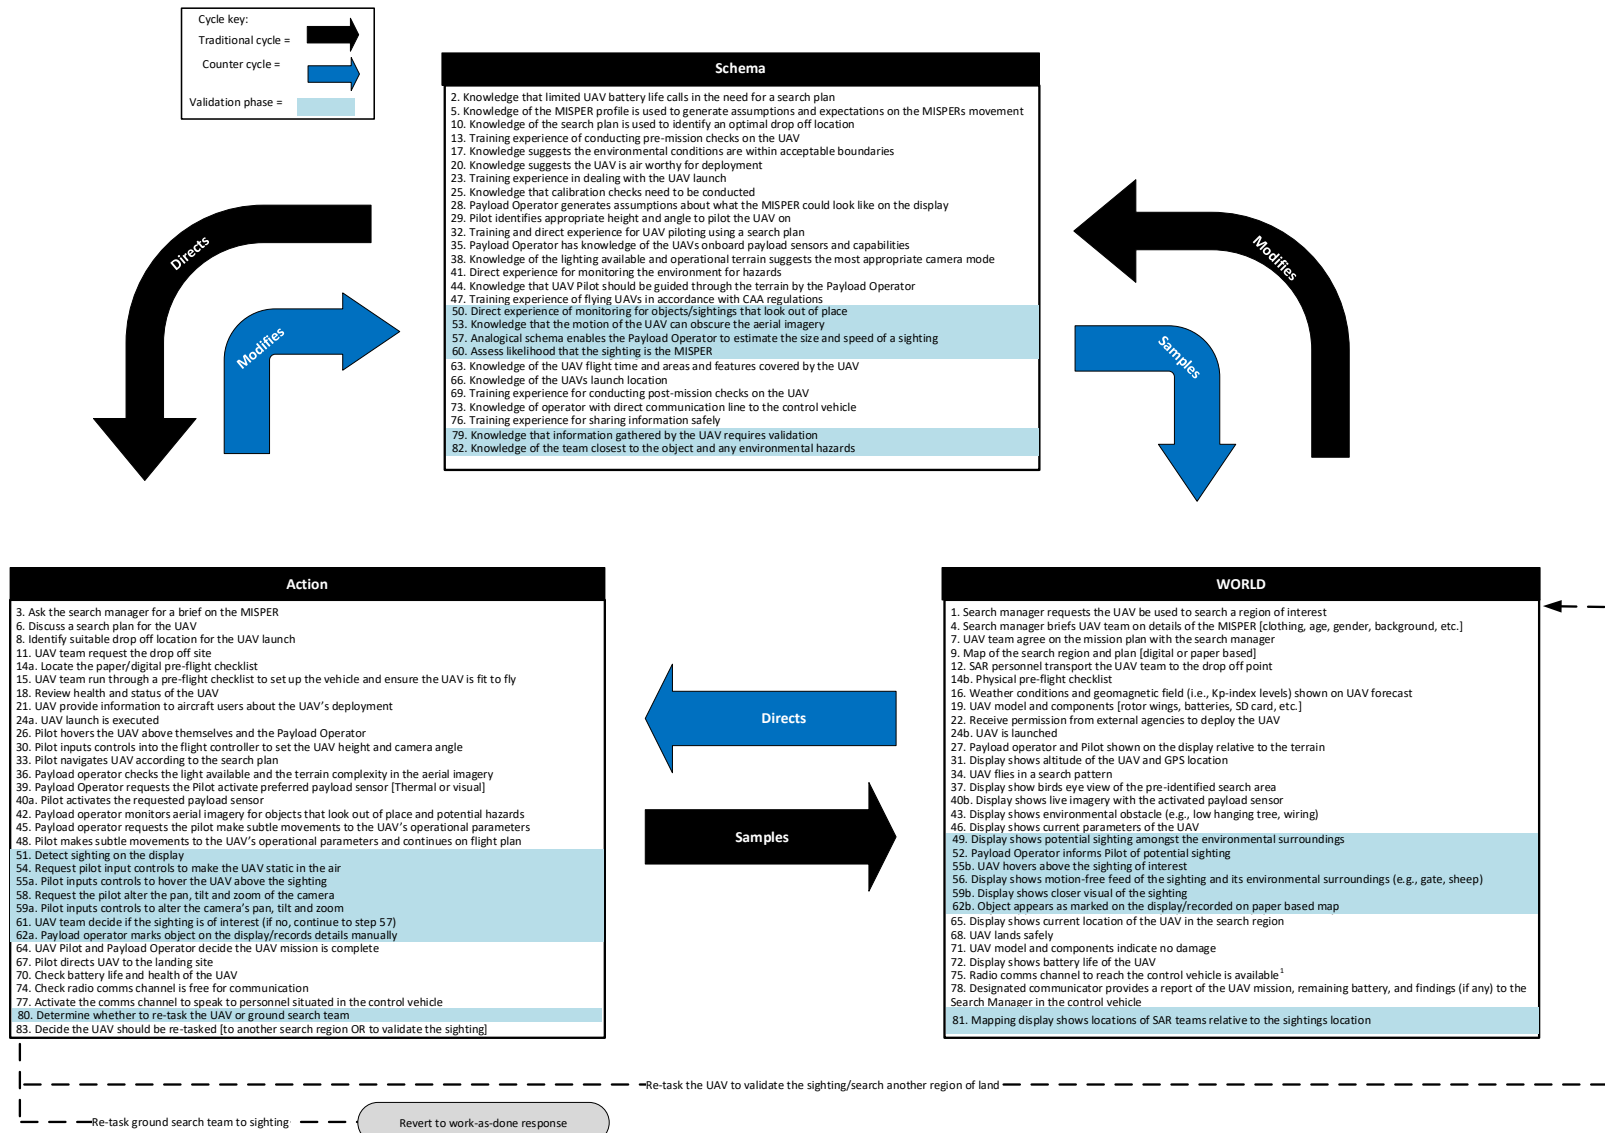 Cycle key:
Traditional cycle =
Counter cycle =
Validation phase =
Schema
2. Knowledge that limited UAV battery life calls in the need for a search plan
5. Knowledge of the MISPER profile is used to generate assumptions and expectations on the MISPERs movement
10. Knowledge of the search plan is used to identify an optimal drop off location
13. Training experience of conducting pre-mission checks on the UAV
17. Knowledge suggests the environmental conditions are within acceptable boundaries
20. Knowledge suggests the UAV is air worthy for deployment
23. Training experience in dealing with the UAV launch
25. Knowledge that calibration checks need to be conducted
28. Payload Operator generates assumptions about what the MISPER could look like on the display
29. Pilot identifies appropriate height and angle to pilot the UAV on
32. Training and direct experience for UAV piloting using a search plan
35. Payload Operator has knowledge of the UAVs onboard payload sensors and capabilities
38. Knowledge of the lighting available and operational terrain suggests the most appropriate camera mode
41. Direct experience for monitoring the environment for hazards
44. Knowledge that UAV Pilot should be guided through the terrain by the Payload Operator
47. Training experience of flying UAVs in accordance with CAA regulations
50. Direct experience of monitoring for objects/sightings that look out of place
53. Knowledge that the motion of the UAV can obscure the aerial imagery
57. Analogical schema enables the Payload Operator to estimate the size and speed of a sighting
60. Assess likelihood that the sighting is the MISPER
63. Knowledge of the UAV flight time and areas and features covered by the UAV
66. Knowledge of the UAVs launch location
69. Training experience for conducting post-mission checks on the UAV
73. Knowledge of operator with direct communication line to the control vehicle
76. Training experience for sharing information safely
79. Knowledge that information gathered by the UAV requires validation
82. Knowledge of the team closest to the object and any environmental hazards
Directs
Modifies
Modifies
Samples
Action
3. Ask the search manager for a brief on the MISPER
6. Discuss a search plan for the UAV
8. Identify suitable drop off location for the UAV launch
11. UAV team request the drop off site
14a. Locate the paper/digital pre-flight checklist
15. UAV team run through a pre-flight checklist to set up the vehicle and ensure the UAV is fit to fly
18. Review health and status of the UAV
21. UAV provide information to aircraft users about the UAV's deployment
24a. UAV launch is executed
26. Pilot hovers the UAV above themselves and the Payload Operator
30. Pilot inputs controls into the flight controller to set the UAV height and camera angle
33. Pilot navigates UAV according to the search plan
36. Payload operator checks the light available and the terrain complexity in the aerial imagery
39. Payload Operator requests the Pilot activate preferred payload sensor [Thermal or visual]
40a. Pilot activates the requested payload sensor
42. Payload operator monitors aerial imagery for objects that look out of place and potential hazards
45. Payload operator requests the pilot make subtle movements to the UAV's operational parameters
48. Pilot makes subtle movements to the UAV's operational parameters and continues on flight plan
51. Detect sighting on the display
54. Request pilot input controls to make the UAV static in the air
55a. Pilot inputs controls to hover the UAV above the sighting
58. Request the pilot alter the pan, tilt and zoom of the camera
59a. Pilot inputs controls to alter the camera's pan, tilt and zoom
61. UAV team decide if the sighting is of interest (if no, continue to step 57)
62a. Payload operator marks object on the display/records details manually
64. UAV Pilot and Payload Operator decide the UAV mission is complete
67. Pilot directs UAV to the landing site
70. Check battery life and health of the UAV
74. Check radio comms channel is free for communication
77. Activate the comms channel to speak to personnel situated in the control vehicle
80. Determine whether to re-task the UAV or ground search team
83. Decide the UAV should be re-tasked [to another search region OR to validate the sighting]
Directs
Samples
WORLD
1. Search manager requests the UAV be used to search a region of interest
4. Search manager briefs UAV team on details of the MISPER [clothing, age, gender, background, etc.]
7. UAV team agree on the mission plan with the search manager
9. Map of the search region and plan [digital or paper based]
12. SAR personnel transport the UAV team to the drop off point
14b. Physical pre-flight checklist
16. Weather conditions and geomagnetic field (i.e., Kp-index levels) shown on UAV forecast
19. UAV model and components [rotor wings, batteries, SD card, etc.]
22. Receive permission from external agencies to deploy the UAV
24b. UAV is launched
27. Payload operator and Pilot shown on the display relative to the terrain
31. Display shows altitude of the UAV and GPS location
34. UAV flies in a search pattern
37. Display show birds eye view of the pre-identified search area
40b. Display shows live imagery with the activated payload sensor
43. Display shows environmental obstacle (e.g., low hanging tree, wiring)
46. Display shows current parameters of the UAV
49. Display shows potential sighting amongst the environmental surroundings
52. Payload Operator informs Pilot of potential sighting
55b. UAV hovers above the sighting of interest
56. Display shows motion-free feed of the sighting and its environmental surroundings (e.g., gate, sheep)
59b. Display shows closer visual of the sighting
62b. Object appears as marked on the display/recorded on paper based map
65. Display shows current location of the UAV in the search region
68. UAV lands safely
71. UAV model and components indicate no damage
72. Display shows battery life of the UAV
75. Radio comms channel to reach the control vehicle is available1
78. Designated communicator provides a report of the UAV mission, remaining battery, and findings (if any) to the
Search Manager in the control vehicle
81. Mapping display shows locations of SAR teams relative to the sightings location
Re-task the UAV to validate the sighting/search another region of land
Re-task ground search team to sighting
Revert to work-as-done response